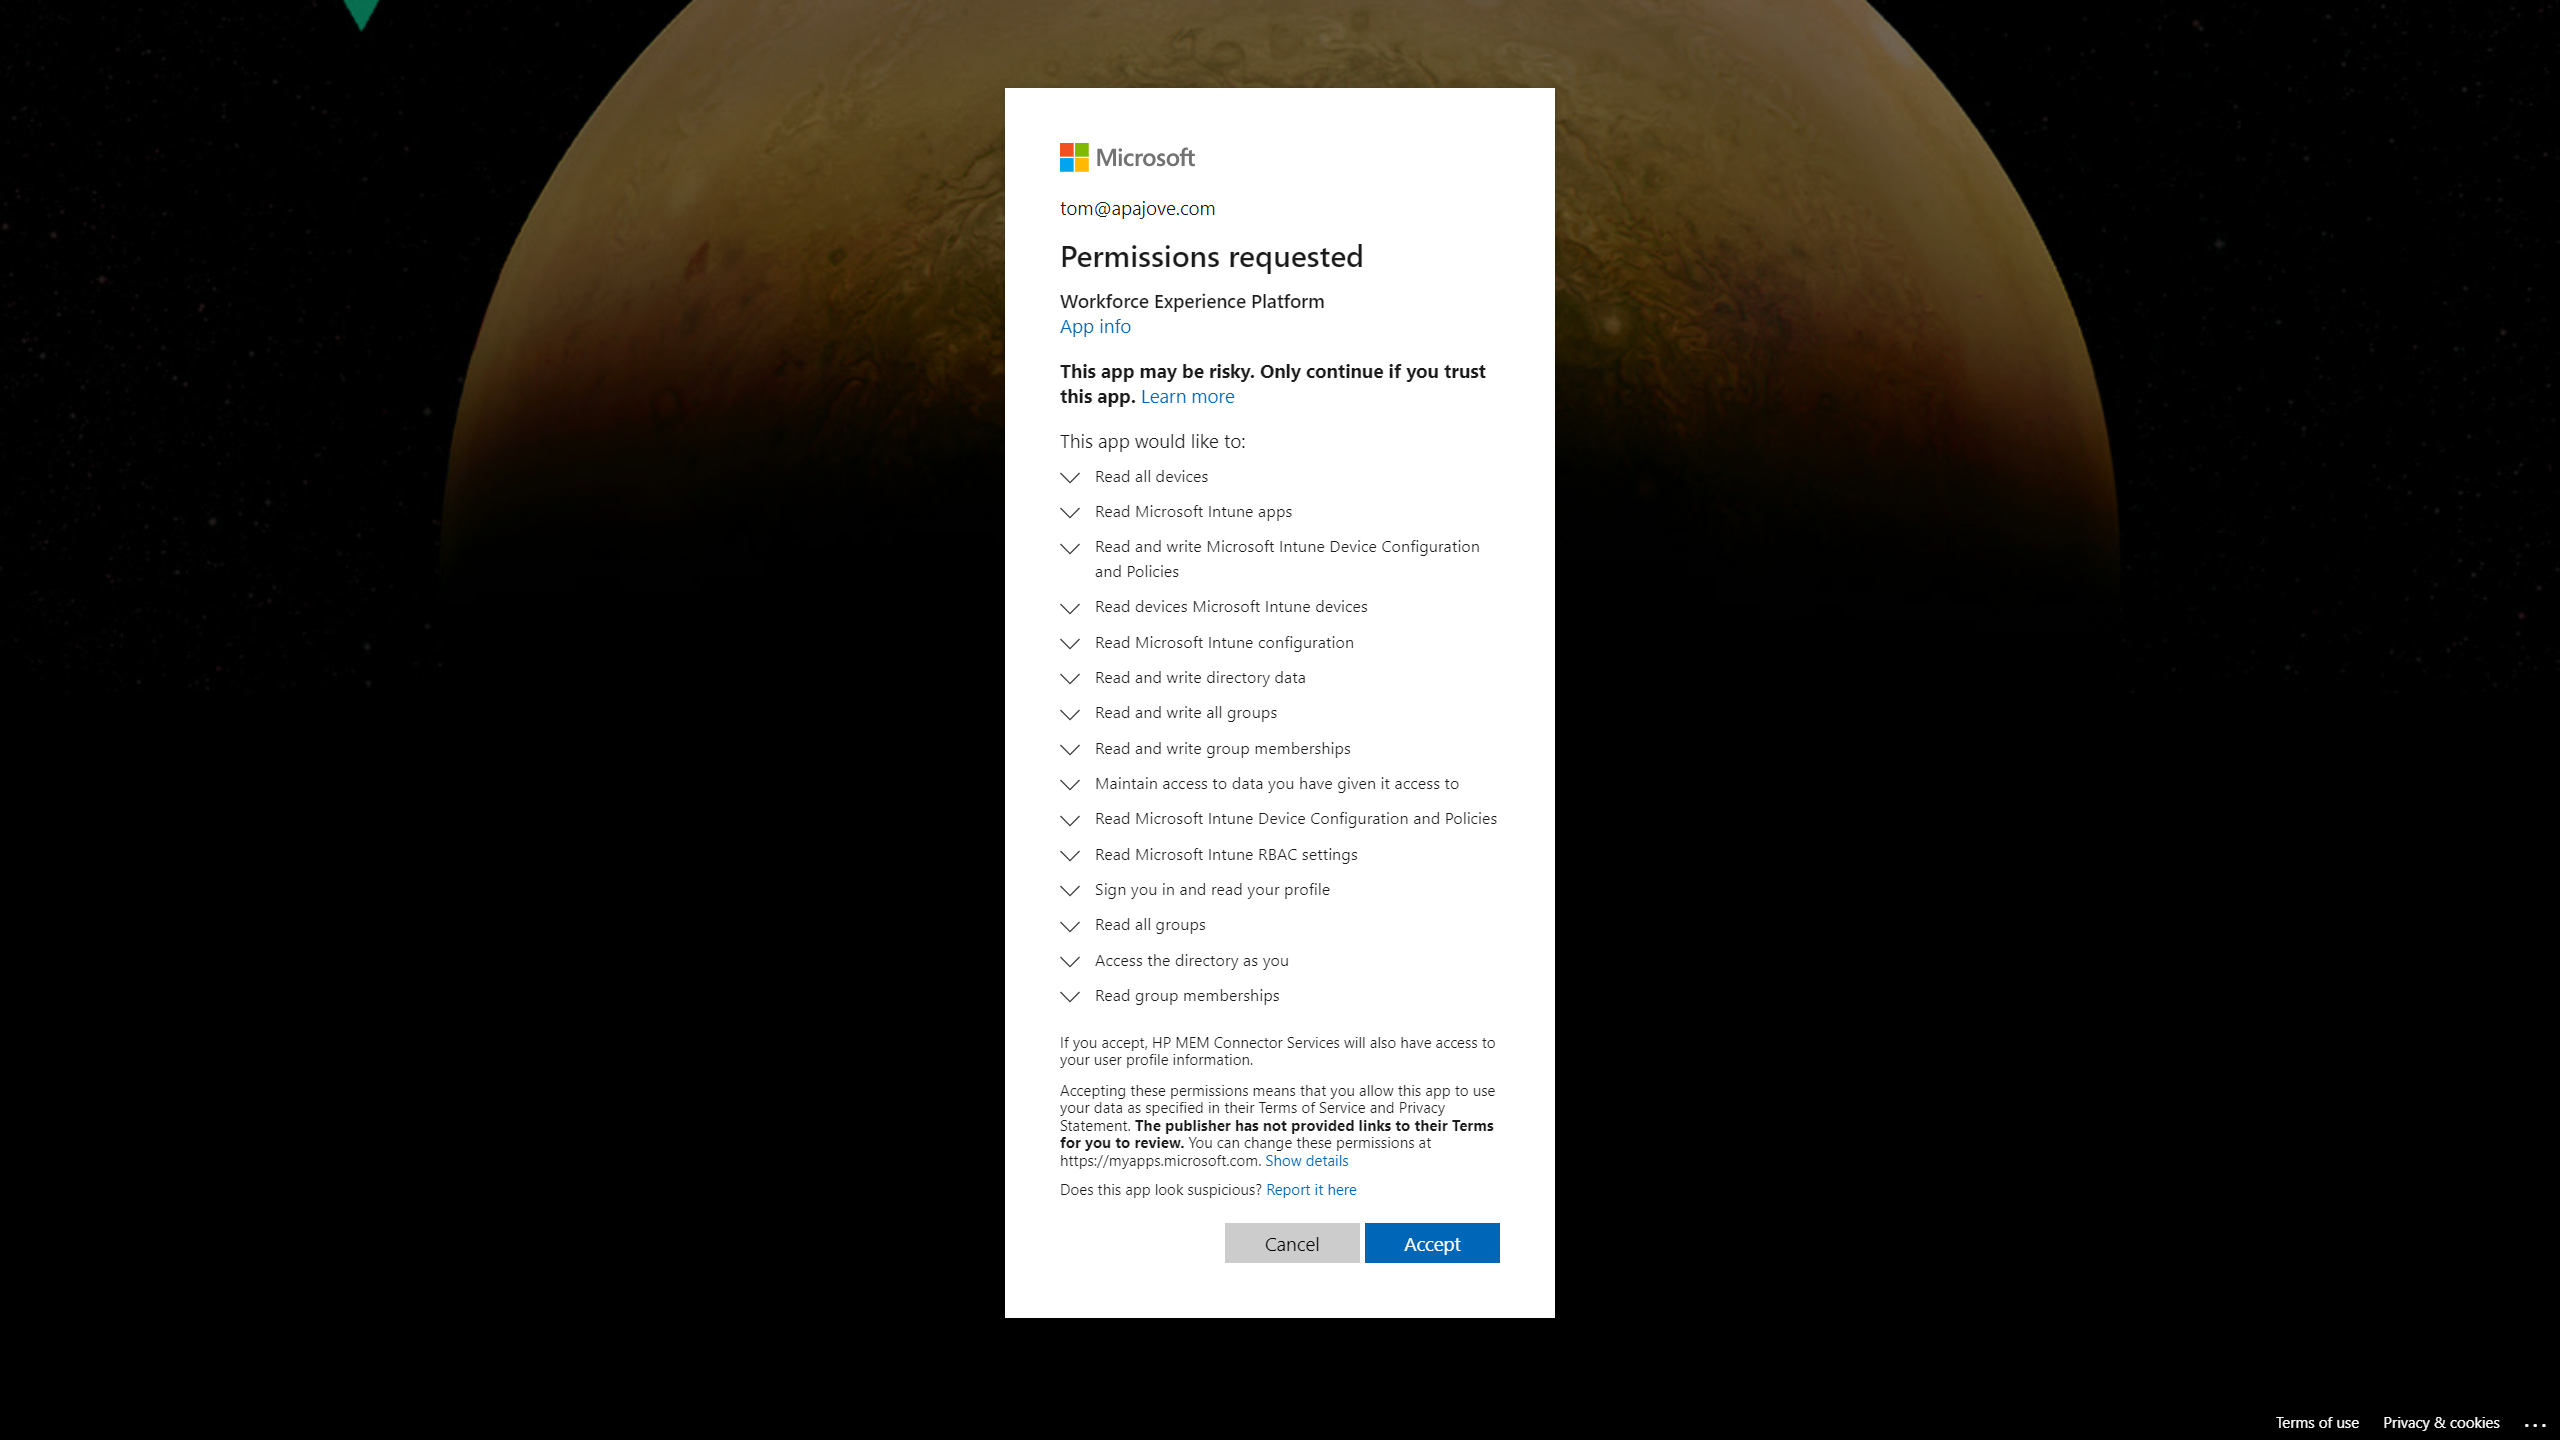 Microsoft
tom@apajove.com
Permissions requested
Workforce Experience Platform
App info
This app may be risky. Only continue if you trust
this app. Learn more
This app would like to:
Read all devices
Read Microsoft Intune apps
Read and write Microsoft Intune Device Configuration
and Policies
Read devices Microsoft Intune devices
Read Microsoft Intune configuration
Read and write directory data
Read and write all groups
Read and write group memberships
Maintain access to data you have given it access to
Read Microsoft Intune Device Configuration and Policies
Read Microsoft Intune RBAC settings
Sign you in and read your profile
Read all groups
Access the directory as you
Read group memberships
If you accept, HP MEM Connector Services will also have access to
your user profile information.
Accepting these permissions means that you allow this app to use
your data as specified in their Terms of Service and Privacy
Statement. The publisher has not provided links to their Terms
for you to review. You can change these permissions at
https://myapps.microsoft.com. Show details
Does this app look suspicious? Report it here
Cancel Accept
Terms of use Privacy & cookies ...